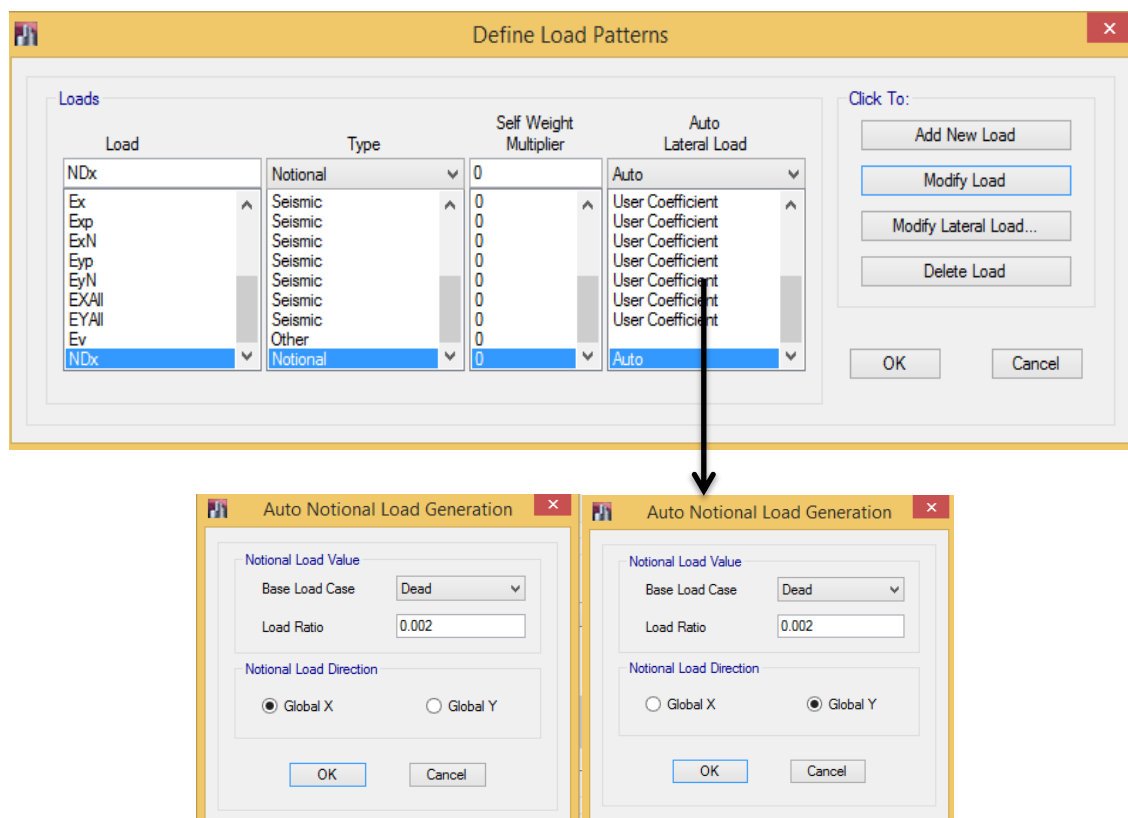 Define Load Patterns
Loads
Click To:
Load Type Self Weight Multiplier Auto Lateral Load
NDx Notional 0 Auto
Ex Seismic 0 User Coefficient
Exp Seismic 0 User Coefficient
ExN Seismic 0 User Coefficient
Eyp Seismic 0 User Coefficient
EyN Seismic 0 User Coefficient
EXAll Seismic 0 User Coefficient
EYAll Seismic 0 User Coefficient
Ev Other 0
NDx Notional 0 Auto
Add New Load
Modify Load
Modify Lateral Load...
Delete Load
OK Cancel
Auto Notional Load Generation
Notional Load Value
Base Load Case Dead
Load Ratio 0.002
Notional Load Direction
Global X Global Y
OK Cancel
Auto Notional Load Generation
Notional Load Value
Base Load Case Dead
Load Ratio 0.002
Notional Load Direction
Global X Global Y
OK Cancel